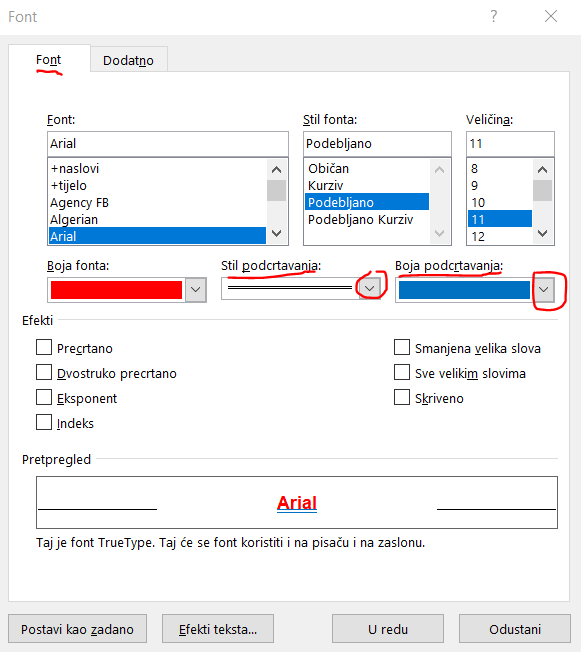 Font
Font Dodatno
Font: Stil fonta: Veličina:
Arial Podebljano 11
+naslovi Običan 8
+tijelo Kurziv 9
Agency FB Podebljano 10
Algerian Podebljano Kurziv 11
Arial 12
Boja fonta: Stil podcrtavanja: Boja podcrtavanja:
Efekti
Precrtano Smanjena velika slova
Dvostruko precrtano Sve velikim slovima
Eksponent Skriveno
Indeks
Pretpregled
Arial
Taj je font TrueType. Taj će se font koristiti i na pisaču i na zaslonu.
Postavi kao zadano Efekti teksta... U redu Odustani